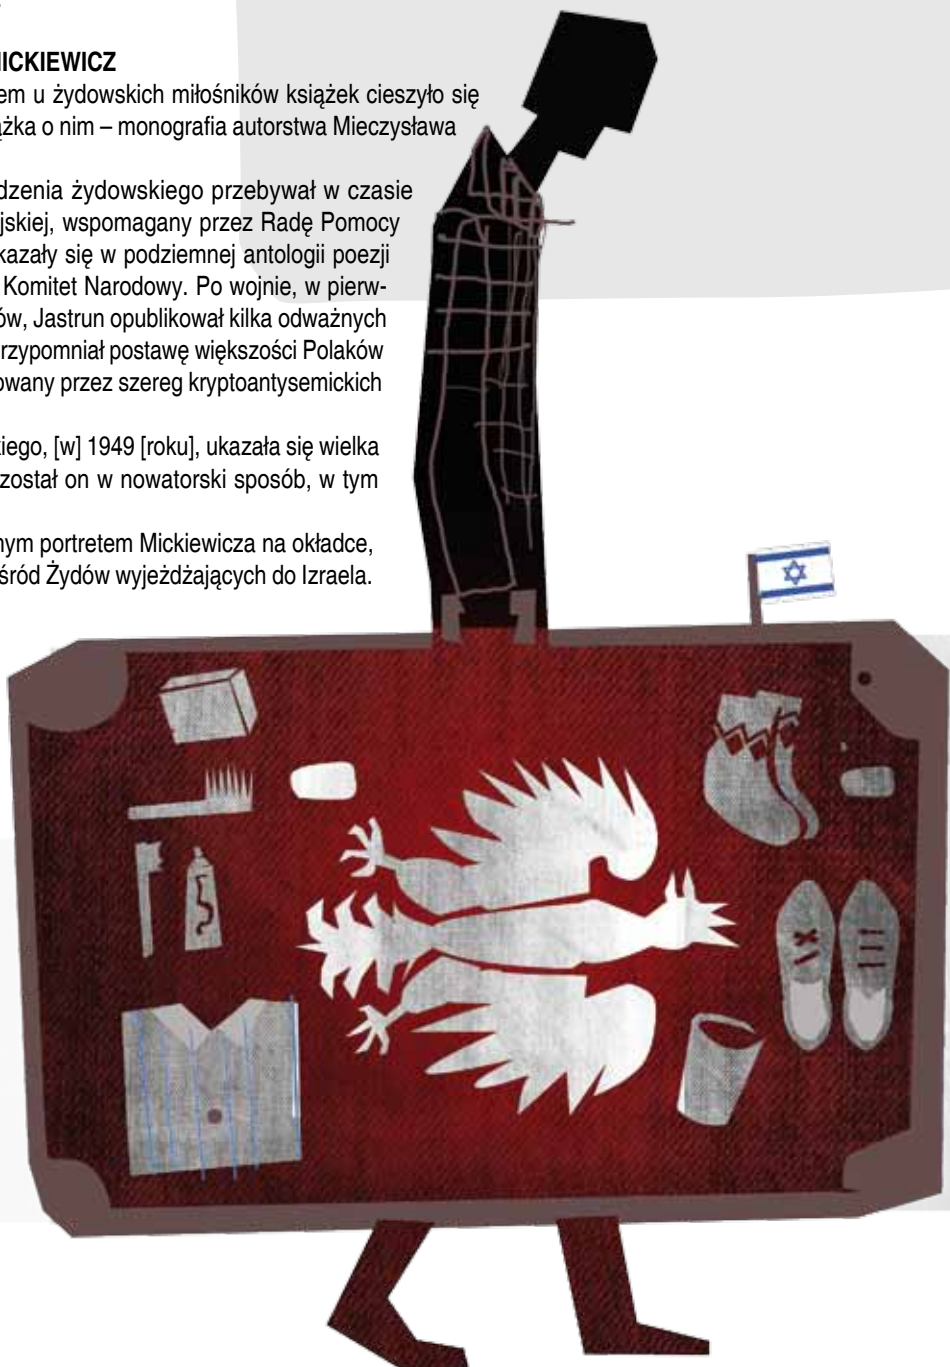 MICKIEWICZ
em u żydowskich miłośników książek cieszyło się
ążka o nim – monografia autorstwa Mieczysława
dzenia żydowskiego przebywał w czasie
jskiej, wspomagany przez Radę Pomocy
kazały się w podziemnej antologii poezji
Komitet Narodowy. Po wojnie, w pierw-
ów, Jastrun opublikował kilka odważnych
rzypomniał postawę większości Polaków
owany przez szereg kryptoantysemickich
iego, [w] 1949 [roku], ukazała się wielka
został on w nowatorski sposób, w tym
nym portretem Mickiewicza na okładce,
śród Żydów wyjeżdżających do Izraela.